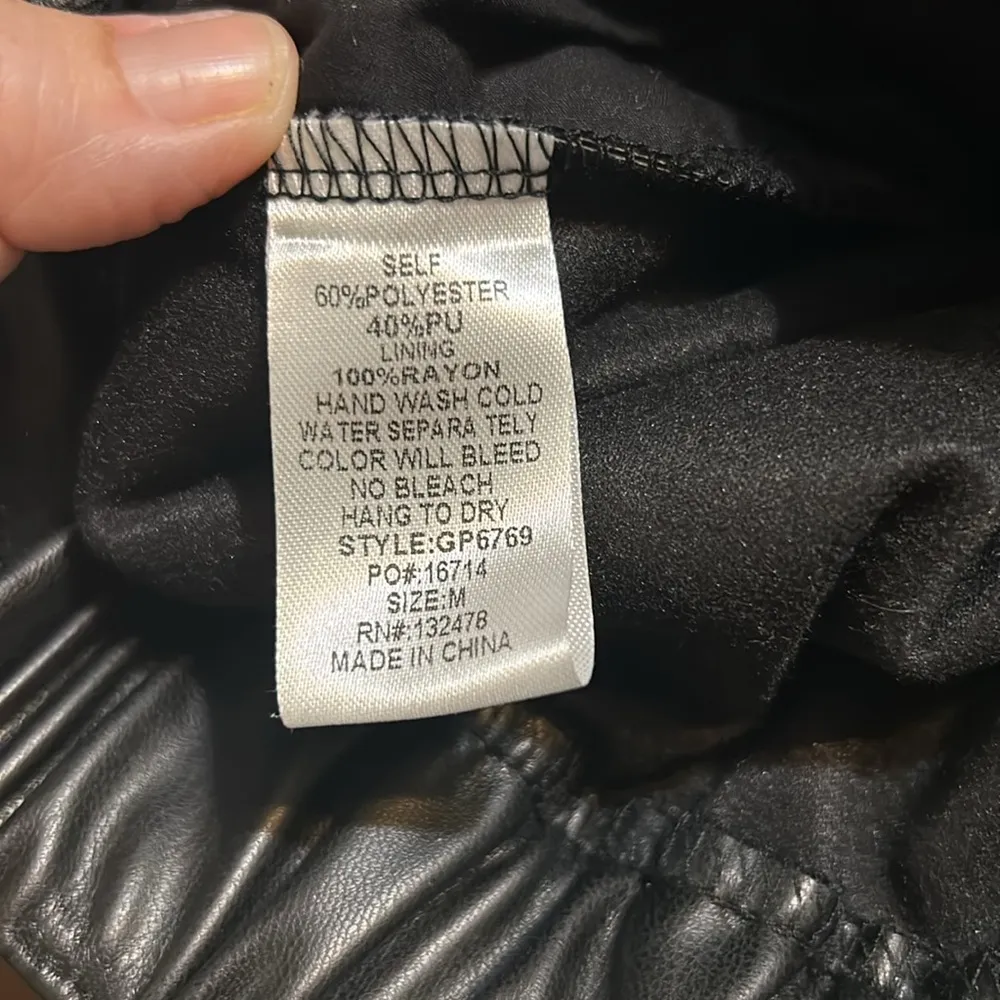 SELF
60%POLYESTER
40%PU
LINING
100%RAYON
HAND WASH COLD
WATER SEPARA TELY
COLOR WILL BLEED
NO BLEACH
HANG TO DRY
STYLE:GP6769
PO#:16714
SIZE:M
RN#:132478
MADE IN CHINA